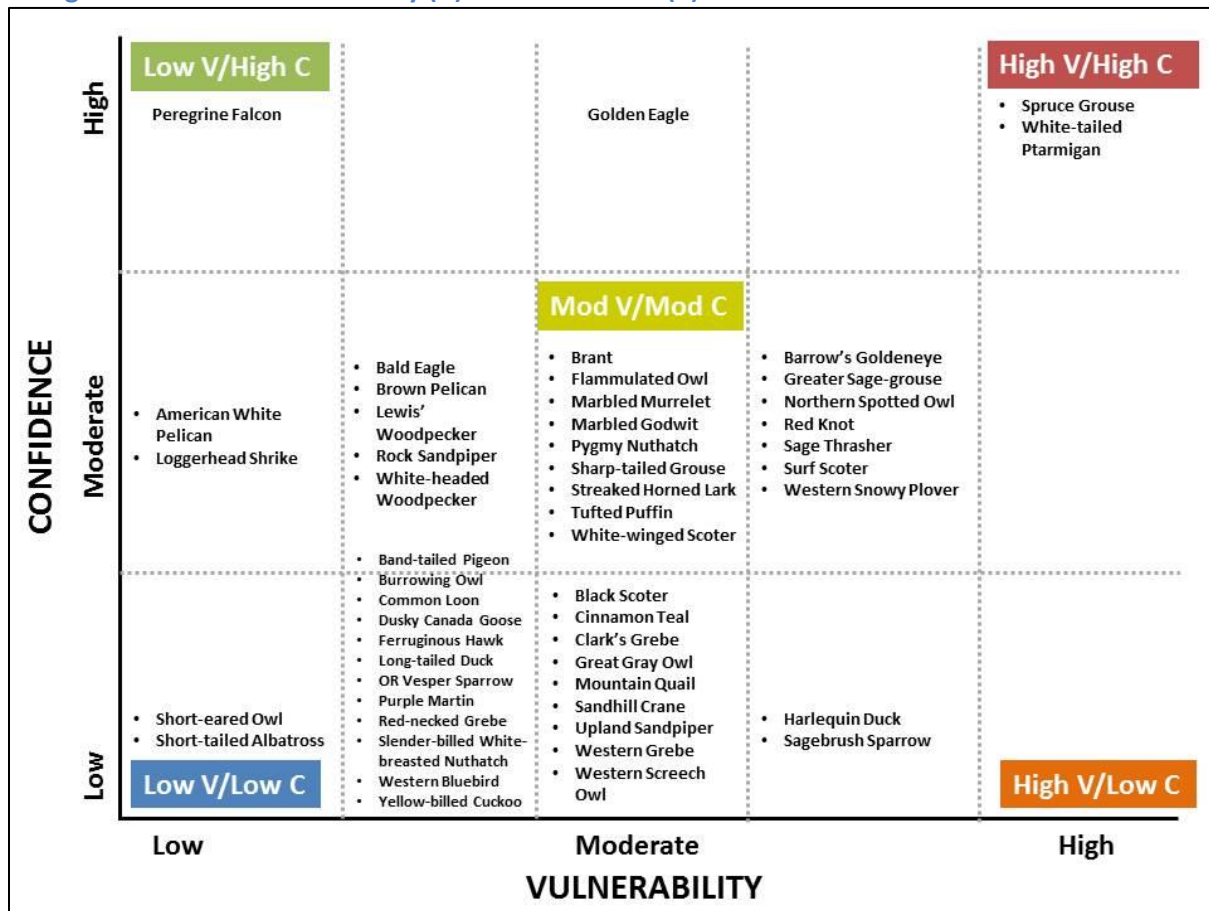 Low V/High C
High V/High C
High
Peregrine Falcon
Golden Eagle
• Spruce Grouse
• White-tailed
Ptarmigan
Mod V/Mod C
CONFIDENCE
Moderate
• American White
Pelican
• Loggerhead Shrike
• Bald Eagle
• Brown Pelican
• Lewis'
Woodpecker
• Rock Sandpiper
• White-headed
Woodpecker
• Brant
• Flammulated Owl
• Marbled Murrelet
• Marbled Godwit
• Pygmy Nuthatch
• Sharp-tailed Grouse
• Streaked Horned Lark
• Tufted Puffin
• White-winged Scoter
• Barrow's Goldeneye
• Greater Sage-grouse
• Northern Spotted Owl
• Red Knot
• Sage Thrasher
• Surf Scoter
• Western Snowy Plover
Low
• Short-eared Owl
• Short-tailed Albatross
Low V/Low C
• Band-tailed Pigeon
• Burrowing Owl
• Common Loon
• Dusky Canada Goose
• Ferruginous Hawk
• Long-tailed Duck
• OR Vesper Sparrow
• Purple Martin
• Red-necked Grebe
• Slender-billed White-
breasted Nuthatch
• Western Bluebird
• Yellow-billed Cuckoo
• Black Scoter
• Cinnamon Teal
• Clark's Grebe
• Great Gray Owl
• Mountain Quail
• Sandhill Crane
• Upland Sandpiper
• Western Grebe
• Western Screech
Owl
• Harlequin Duck
• Sagebrush Sparrow
High V/Low C
Low
Moderate
High
VULNERABILITY